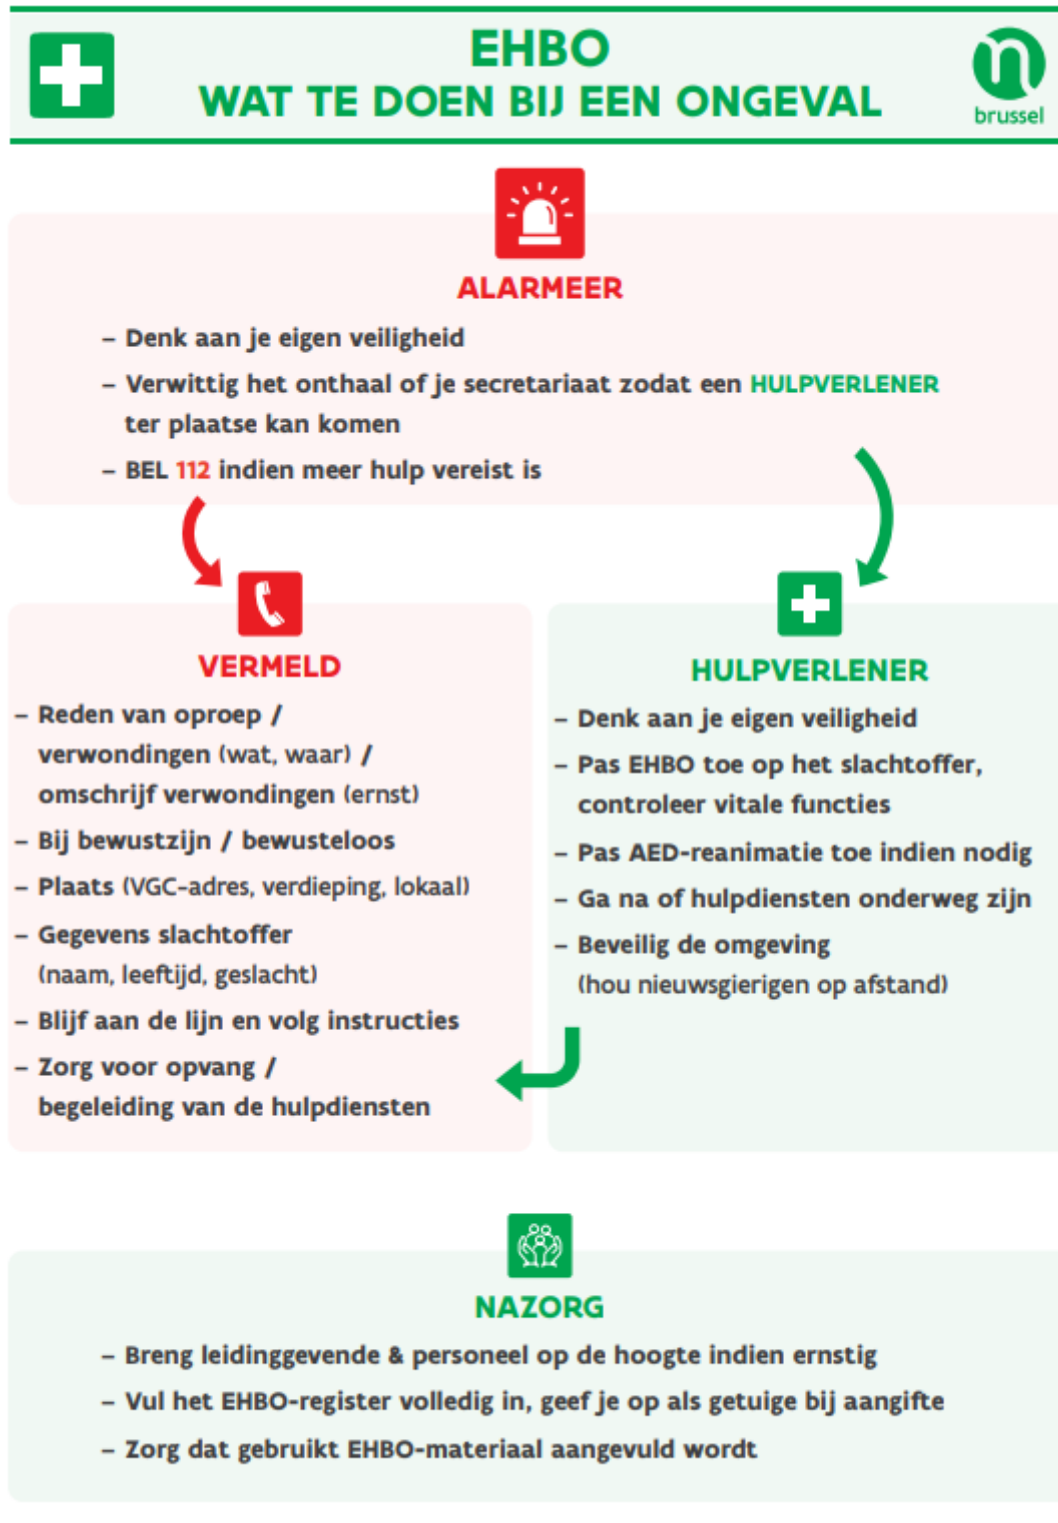 EHBO
WAT TE DOEN BIJ EEN ONGEVAL
n
brussel
ALARMEER
– Denk aan je eigen veiligheid
– Verwittig het onthaal of je secretariaat zodat een HULPVERLENER
ter plaatse kan komen
– BEL 112 indien meer hulp vereist is
VERMELD
– Reden van oproep /
verwondingen (wat, waar) /
omschrijf verwondingen (ernst)
– Bij bewustzijn / bewusteloos
– Plaats (VGC-adres, verdieping, lokaal)
– Gegevens slachtoffer
(naam, leeftijd, geslacht)
– Blijf aan de lijn en volg instructies
– Zorg voor opvang /
begeleiding van de hulpdiensten
HULPVERLENER
– Denk aan je eigen veiligheid
– Pas EHBO toe op het slachtoffer,
controleer vitale functies
– Pas AED-reanimatie toe indien nodig
– Ga na of hulpdiensten onderweg zijn
– Beveilig de omgeving
(hou nieuwsgierigen op afstand)
NAZORG
– Breng leidinggevende & personeel op de hoogte indien ernstig
– Vul het EHBO-register volledig in, geef je op als getuige bij aangifte
– Zorg dat gebruikt EHBO-materiaal aangevuld wordt